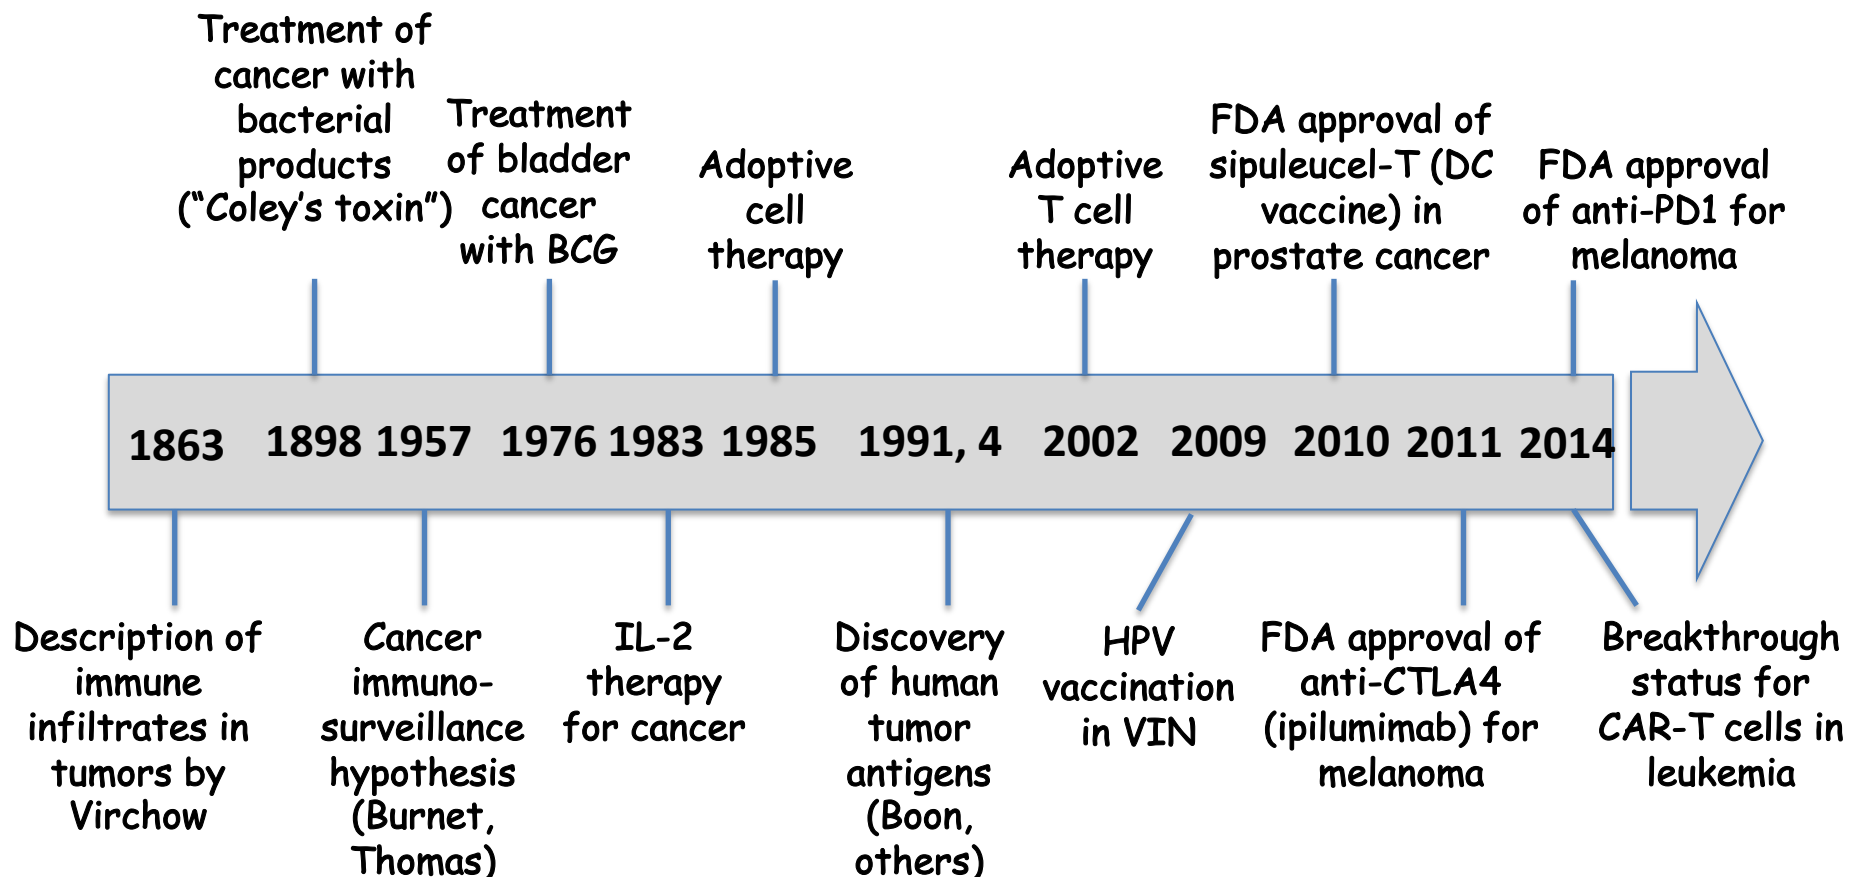 Treatment of
cancer with
bacterial
products
(“Coley’s toxin”)
Treatment
of bladder
cancer
with BCG
Adoptive
cell
therapy
Adoptive
T cell
therapy
FDA approval of
sipuleucel-T (DC
vaccine) in
prostate cancer
FDA approval
of anti-PD1 for
melanoma
1863 1898 1957 1976 1983 1985 1991, 4 2002 2009 2010 2011 2014
Description of
immune
infiltrates in
tumors by
Virchow
Cancer
immuno-
surveillance
hypothesis
(Burnet,
Thomas)
IL-2
therapy
for cancer
Discovery
of human
tumor
antigens
(Boon,
others)
HPV
vaccination
in VIN
FDA approval of
anti-CTLA4
(ipilumimab) for
melanoma
Breakthrough
status for
CAR-T cells in
leukemia